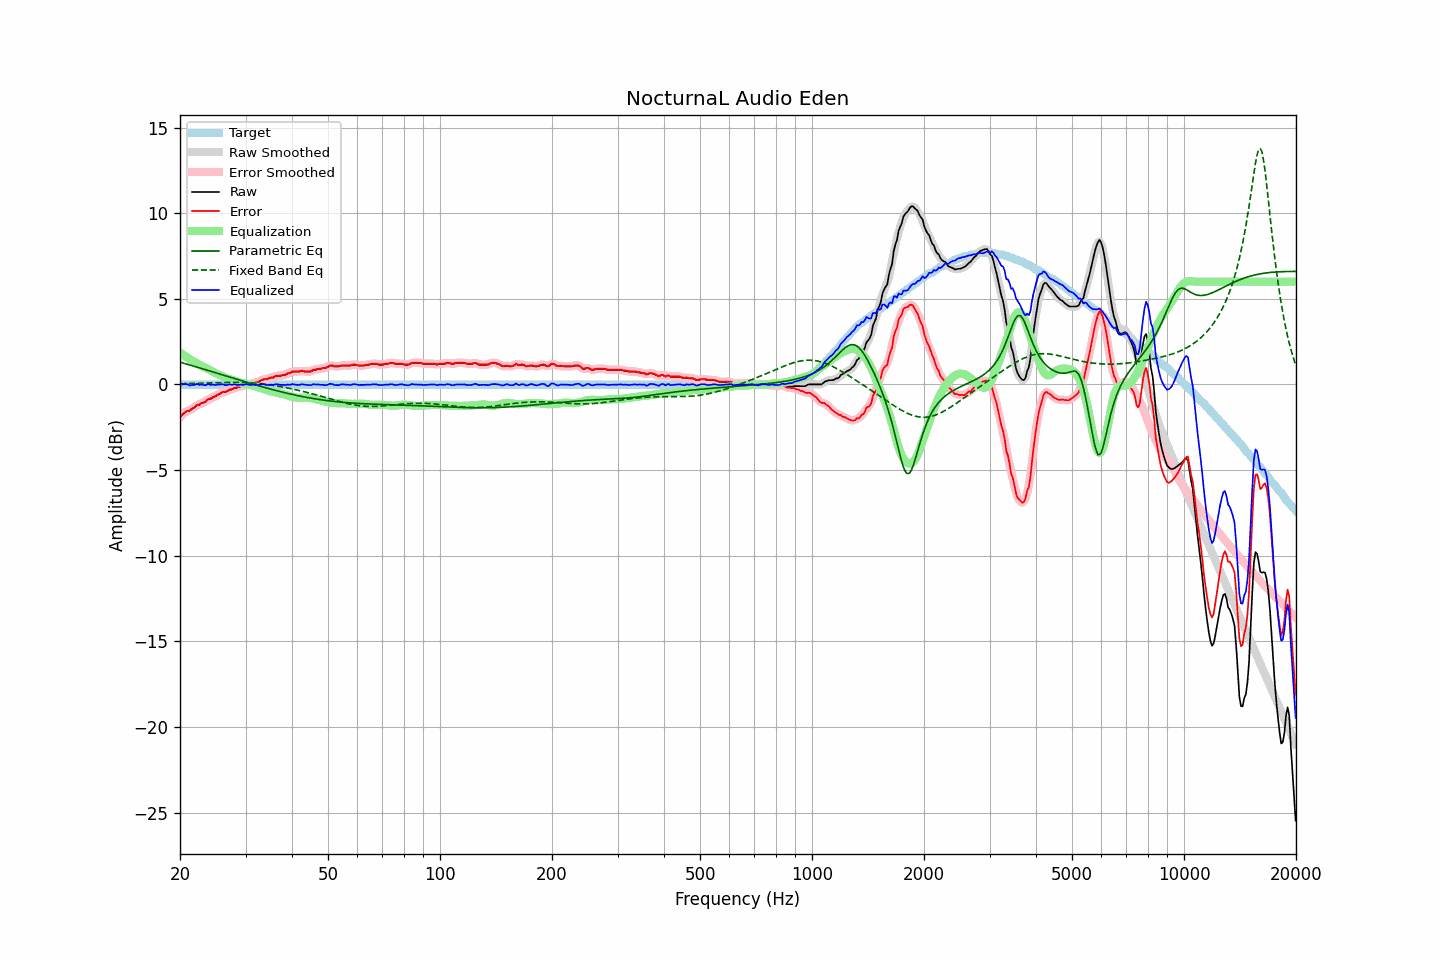 NocturnaL Audio Eden
15
10
5
0
−5
−10
−15
−20
−25
Amplitude (dBr)
Target
Raw Smoothed
Error Smoothed
Raw
Error
Equalization
Parametric Eq
Fixed Band Eq
Equalized
20 50 100 200 500 1000 2000 5000 10000 20000
Frequency (Hz)